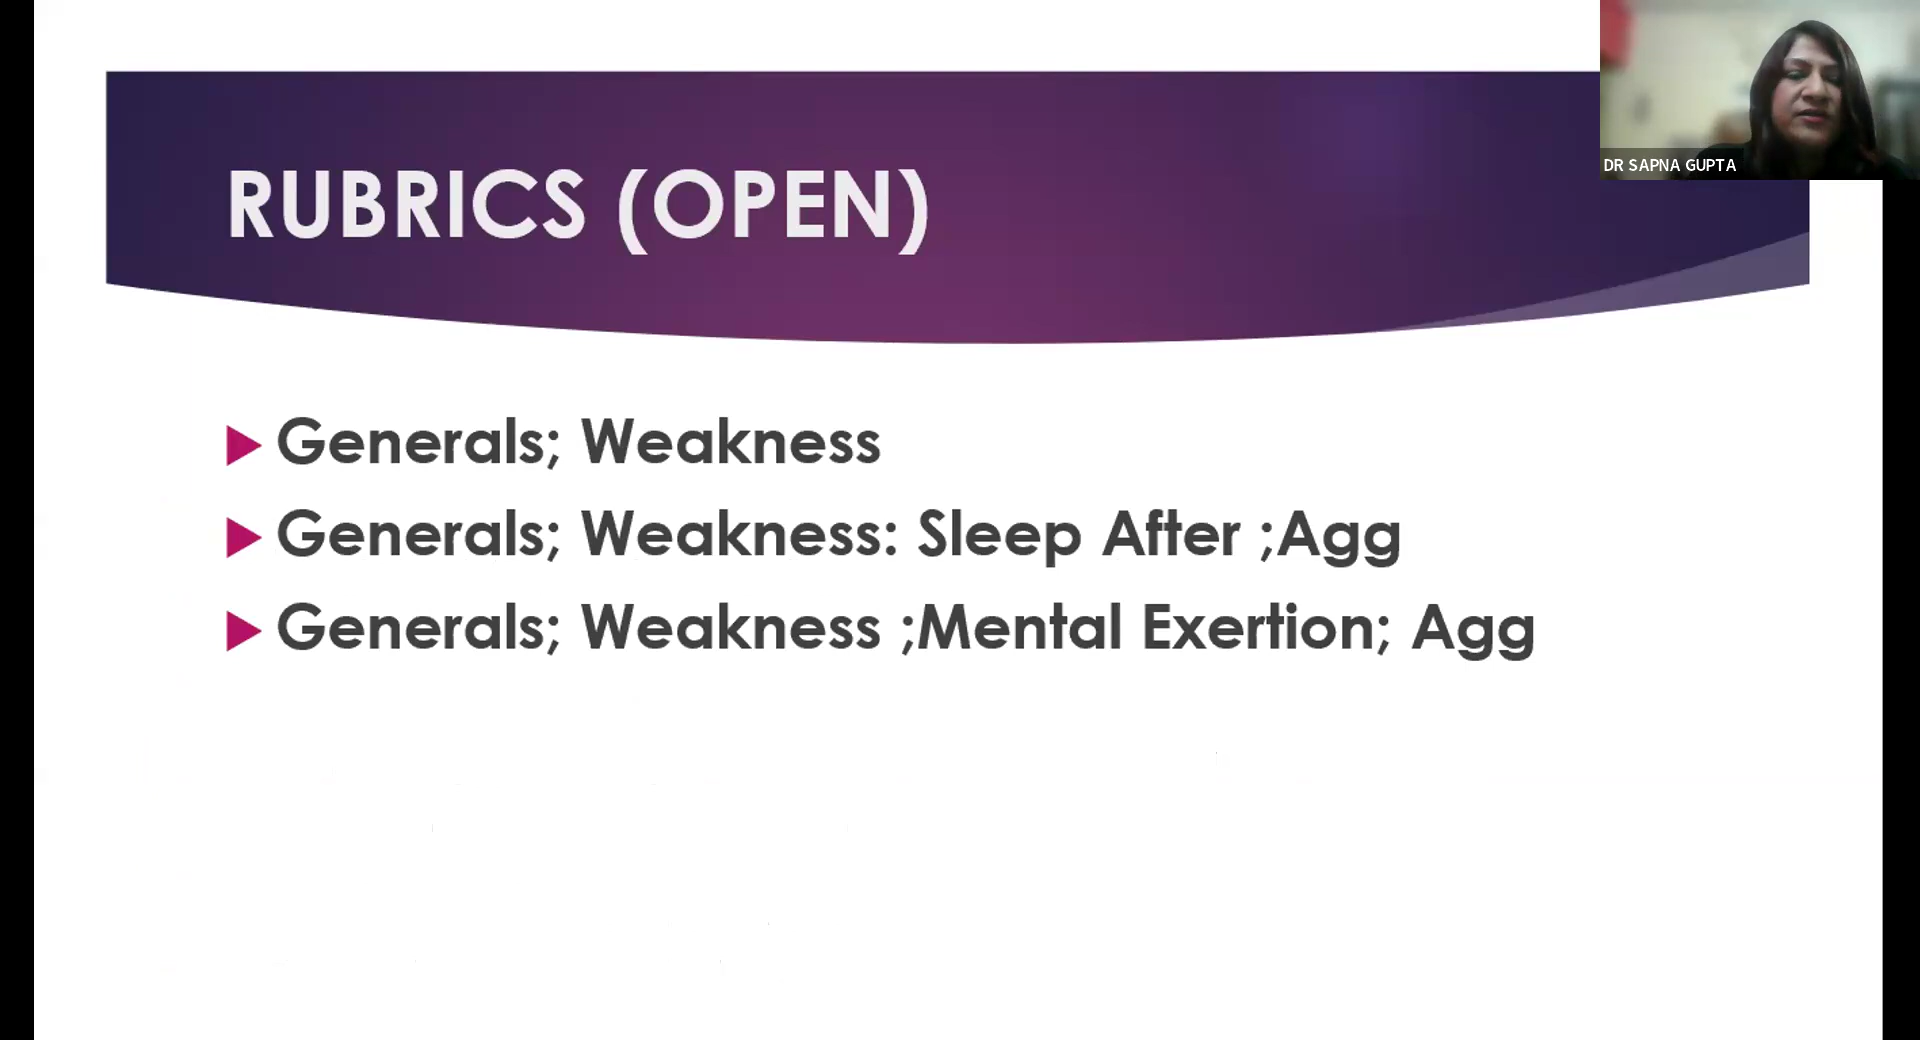 RUBRICS (OPEN)
DR SAPNA GUPTA
Generals; Weakness
Generals; Weakness: Sleep After ;Agg
Generals; Weakness ;Mental Exertion; Agg